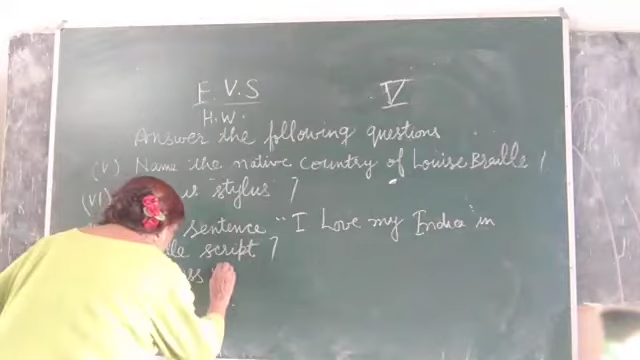 E.V.S V
H.W.
Answer the following questions
(V) Name the native Country of Louise Braille /
(VI) is stylus ?
sentence "I Love my India in
script ?